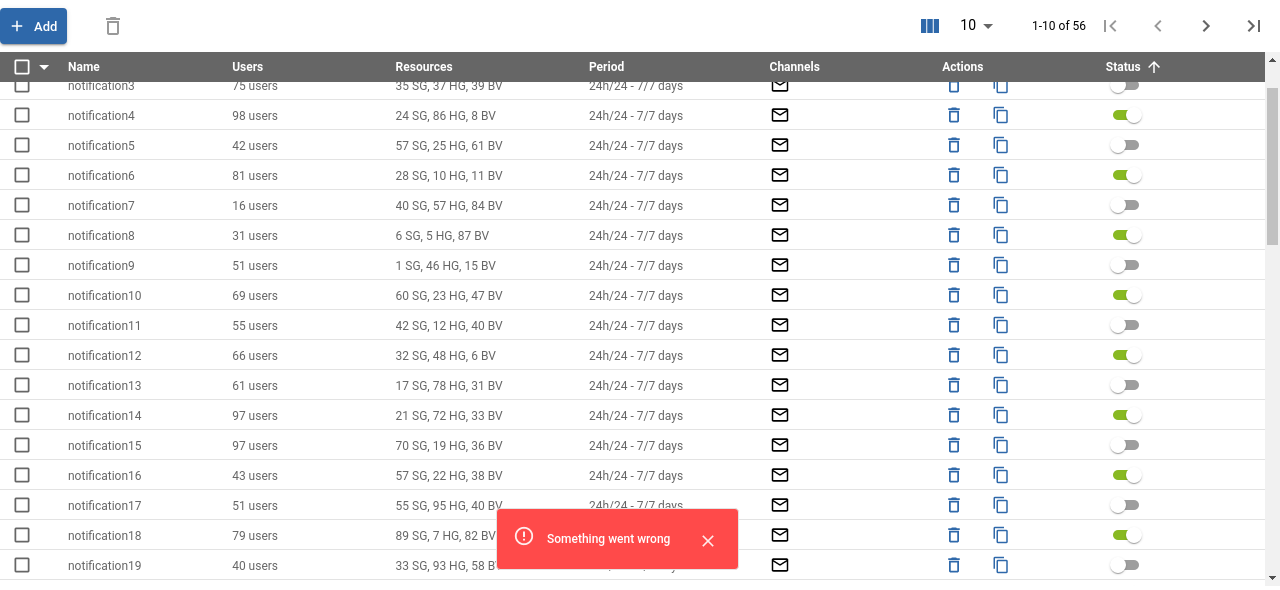 Add 10 1-10 of 56
Name Users Resources Period Channels Actions Status
notification3 75 users 35 SG, 37 HG, 39 BV 24h/24 - 7/7 days
notification4 98 users 24 SG, 86 HG, 8 BV 24h/24 - 7/7 days
notification5 42 users 57 SG, 25 HG, 61 BV 24h/24 - 7/7 days
notification6 81 users 28 SG, 10 HG, 11 BV 24h/24 - 7/7 days
notification7 16 users 40 SG, 57 HG, 84 BV 24h/24 - 7/7 days
notification8 31 users 6 SG, 5 HG, 87 BV 24h/24 - 7/7 days
notification9 51 users 1 SG, 46 HG, 15 BV 24h/24 - 7/7 days
notification10 69 users 60 SG, 23 HG, 47 BV 24h/24 - 7/7 days
notification11 55 users 42 SG, 12 HG, 40 BV 24h/24 - 7/7 days
notification12 66 users 32 SG, 48 HG, 6 BV 24h/24 - 7/7 days
notification13 61 users 17 SG, 78 HG, 31 BV 24h/24 - 7/7 days
notification14 97 users 21 SG, 72 HG, 33 BV 24h/24 - 7/7 days
notification15 97 users 70 SG, 19 HG, 36 BV 24h/24 - 7/7 days
notification16 43 users 57 SG, 22 HG, 38 BV 24h/24 - 7/7 days
notification17 51 users 55 SG, 95 HG, 40 BV 24h/24 - 7/7 days
notification18 79 users 89 SG, 7 HG, 82 BV
Something went wrong
notification19 40 users 33 SG, 93 HG, 58 BV